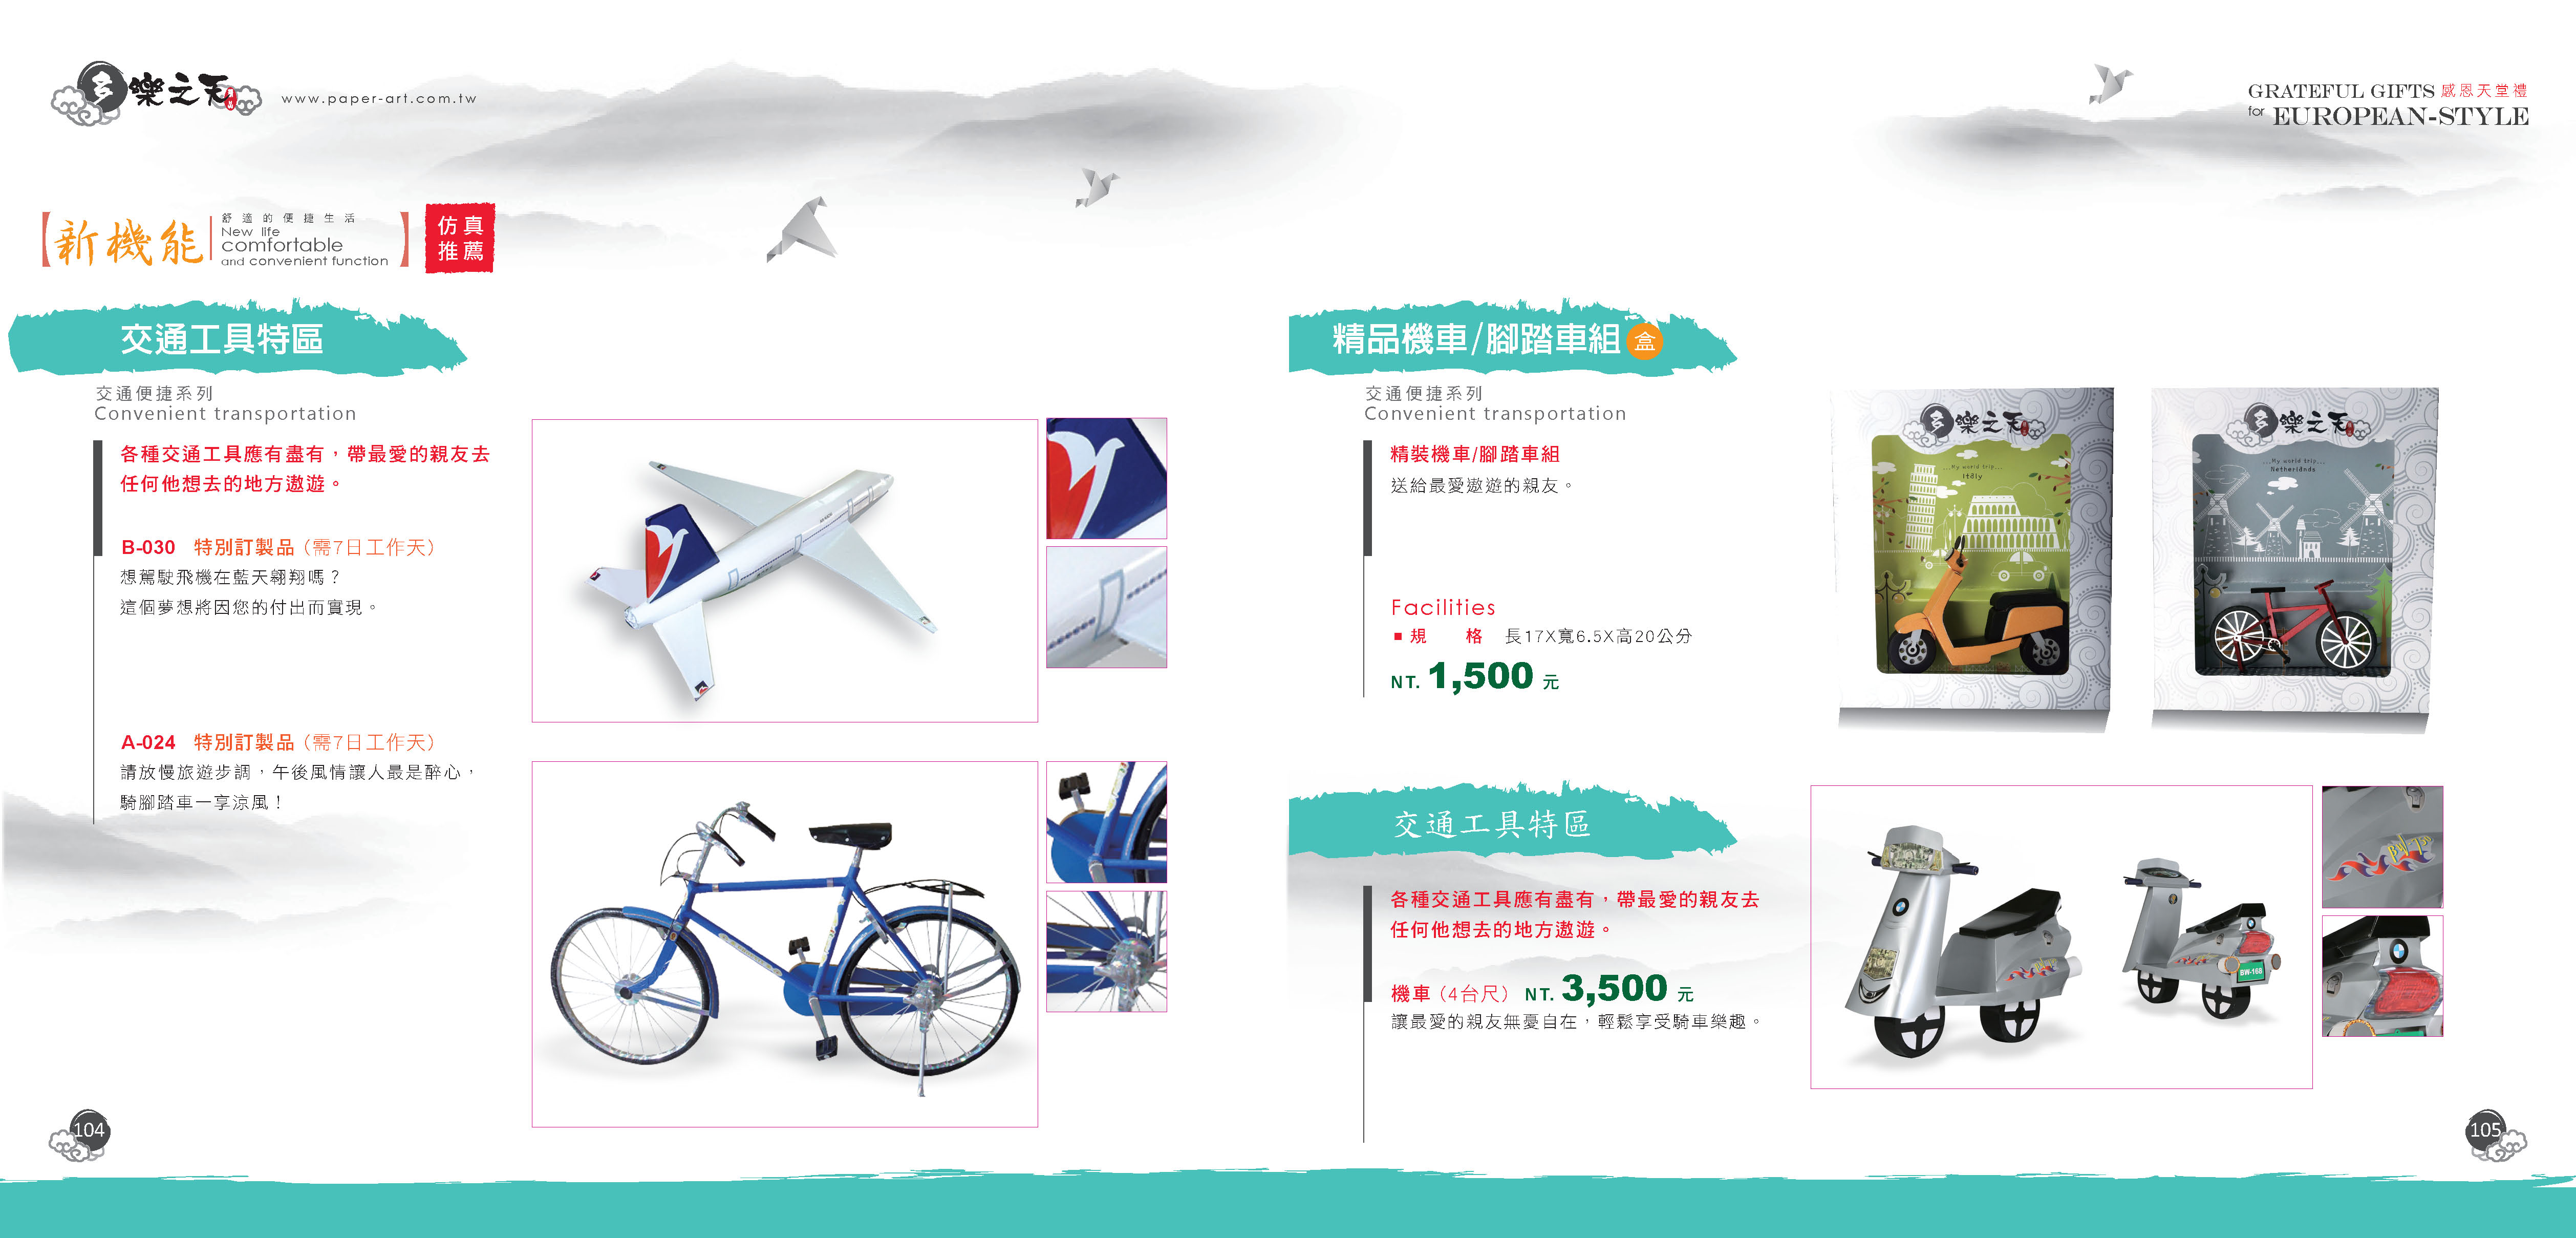 多樂之天
www.paper-art.com.tw
GRATEFUL GIFTS 感恩天堂禮
for EUROPEAN-STYLE
【新機能
舒適的便捷生活
New life
comfortable
and convenient function】
仿真
推薦
交通工具特區
交通便捷系列
Convenient transportation
各種交通工具應有盡有，帶最愛的親友去
任何他想去的地方遨遊。
B-030 特別訂製品（需7日工作天）
想駕駛飛機在藍天翱翔嗎？
這個夢想將因您的付出而實現。
A-024 特別訂製品（需7日工作天）
請放慢旅遊步調，午後風情讓人最是醉心，
騎腳踏車一享涼風！
104
精品機車/腳踏車組 盒
交通便捷系列
Convenient transportation
精裝機車/腳踏車組
送給最愛遨遊的親友。
Facilities
■ 規 格 長17X寬6.5X高20公分
NT. 1,500 元
多樂之天
...My world trip...
Italy
多樂之天
...My world trip...
Netherlands
交通工具特區
各種交通工具應有盡有，帶最愛的親友去
任何他想去的地方遨遊。
機車（4台尺） NT. 3,500 元
讓最愛的親友無憂自在，輕鬆享受騎車樂趣。
BW-168
105